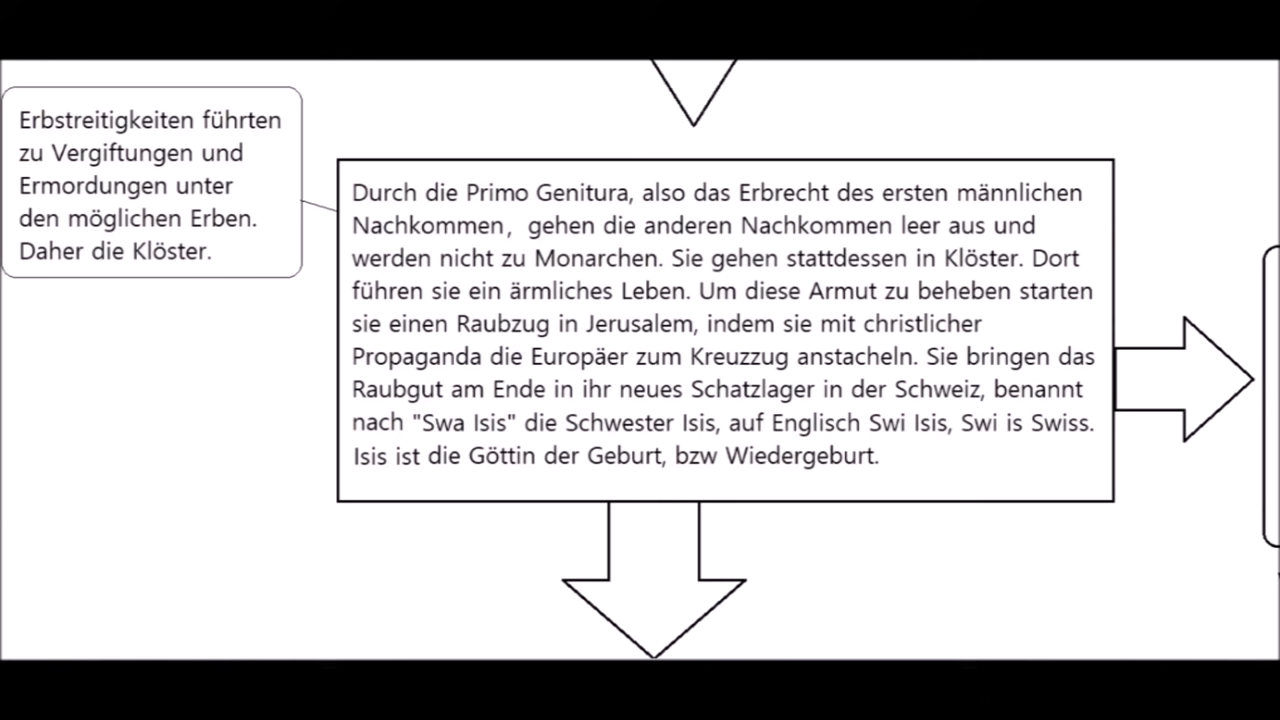 Erbstreitigkeiten führten
zu Vergiftungen und
Ermordungen unter
den möglichen Erben.
Daher die Klöster.
Durch die Primo Genitura, also das Erbrecht des ersten männlichen
Nachkommen, gehen die anderen Nachkommen leer aus und
werden nicht zu Monarchen. Sie gehen stattdessen in Klöster. Dort
führen sie ein ärmliches Leben. Um diese Armut zu beheben starten
sie einen Raubzug in Jerusalem, indem sie mit christlicher
Propaganda die Europäer zum Kreuzzug anstacheln. Sie bringen das
Raubgut am Ende in ihr neues Schatzlager in der Schweiz, benannt
nach "Swa Isis" die Schwester Isis, auf Englisch Swi Isis, Swi is Swiss.
Isis ist die Göttin der Geburt, bzw Wiedergeburt.